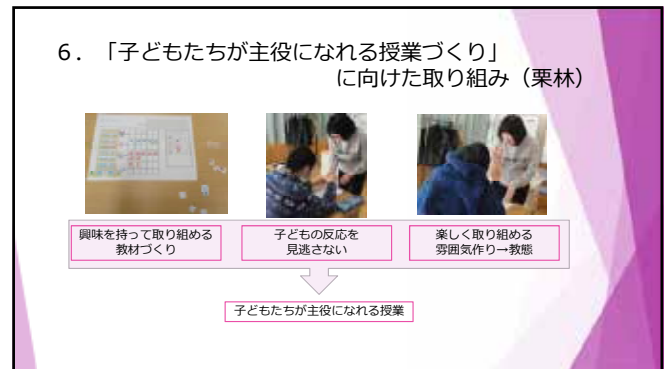 ６．「子どもたちが主役になれる授業づくり」
に向けた取り組み（栗林）
興味を持って取り組める
教材づくり
子どもの反応を
見逃さない
楽しく取り組める
雰囲気作り→教態
子どもたちが主役になれる授業